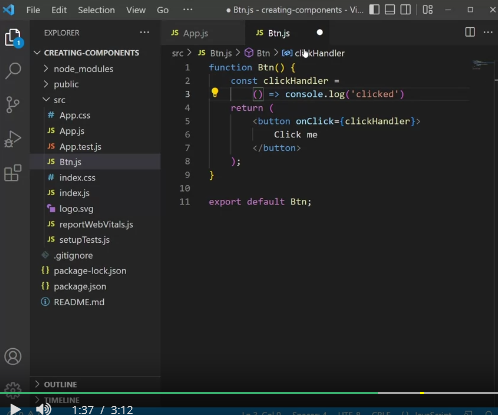 File Edit Selection View Go ··· ● Btn.js - creating-components - Vi...
EXPLORER ···
JS App.js
JS Btn.js ●
src > JS Btn.js > Btn > clickHandler
CREATING-COMPONENTS
node_modules
public
src
# App.css
JS App.js
JS App.test.js
JS Btn.js
# index.css
JS index.js
logo.svg
JS reportWebVitals.js
JS setupTests.js
.gitignore
{} package-lock.json
{} package.json
README.md
1 function Btn() {
2 const clickHandler =
3 () => console.log('clicked')
4 return (
5 <button onClick={clickHandler}>
6 Click me
7 </button>
8 );
9 }
10
11 export default Btn;
1
OUTLINE
TIMELINE
1:37 / 3:12